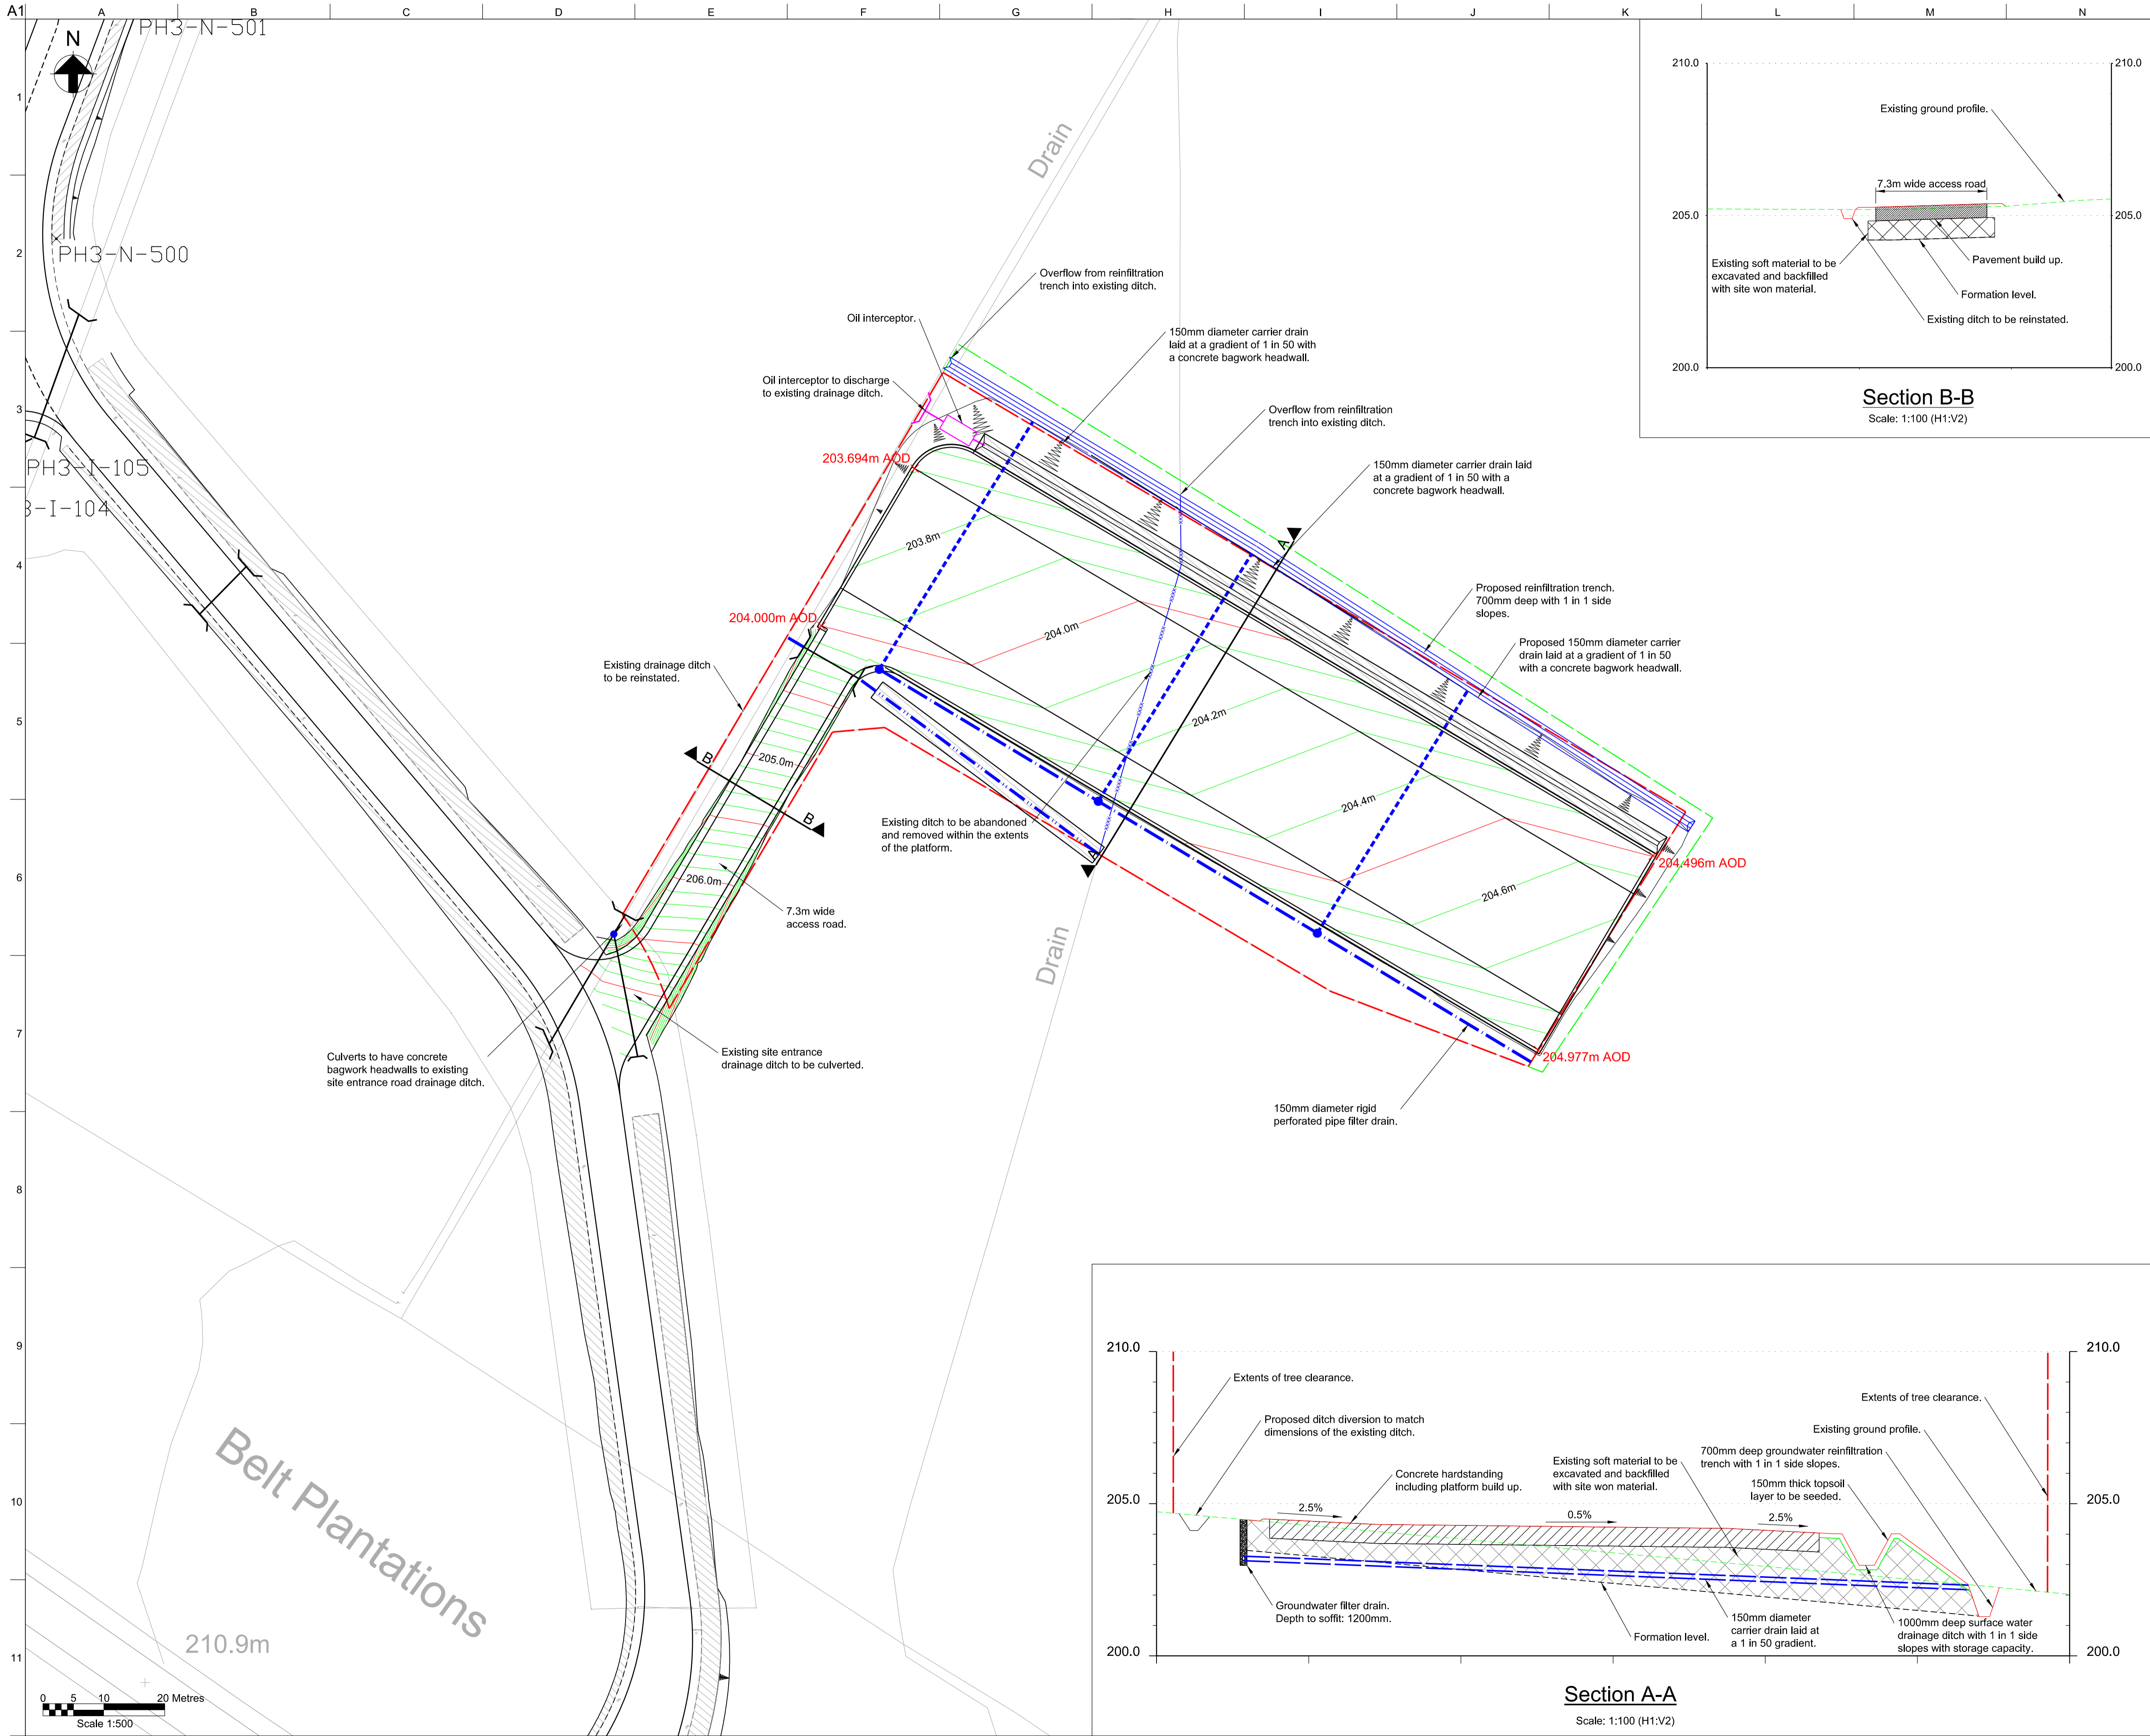 A1
A
B
C
D
E
F
G
H
I
J
K
L
M
N
1
2
3
4
5
6
7
8
9
10
11
N
PH3-N-501
PH3-N-500
PH3-I-105
3-I-104
Drain
Drain
Overflow from reinfiltration
trench into existing ditch.
Oil interceptor.
150mm diameter carrier drain
laid at a gradient of 1 in 50 with
a concrete bagwork headwall.
Oil interceptor to discharge
to existing drainage ditch.
Overflow from reinfiltration
trench into existing ditch.
203.694m AOD
150mm diameter carrier drain laid
at a gradient of 1 in 50 with a
concrete bagwork headwall.
A
203.8m
Proposed reinfiltration trench.
700mm deep with 1 in 1 side
slopes.
204.000m AOD
204.0m
Proposed 150mm diameter carrier
drain laid at a gradient of 1 in 50
with a concrete bagwork headwall.
Existing drainage ditch
to be reinstated.
204.2m
B
205.0m
204.4m
B
Existing ditch to be abandoned
and removed within the extents
of the platform.
A
204.496m AOD
206.0m
204.6m
7.3m wide
access road.
Culverts to have concrete
bagwork headwalls to existing
site entrance road drainage ditch.
Existing site entrance
drainage ditch to be culverted.
204.977m AOD
150mm diameter rigid
perforated pipe filter drain.
Belt Plantations
210.9m
0 5 10 20 Metres
Scale 1:500
210.0
210.0
Existing ground profile.
7.3m wide access road
205.0
205.0
Existing soft material to be
excavated and backfilled
with site won material.
Pavement build up.
Formation level.
Existing ditch to be reinstated.
200.0
200.0
Section B-B
Scale: 1:100 (H1:V2)
210.0
210.0
Extents of tree clearance.
Extents of tree clearance.
Proposed ditch diversion to match
dimensions of the existing ditch.
Existing ground profile.
Concrete hardstanding
including platform build up.
Existing soft material to be
excavated and backfilled
with site won material.
700mm deep groundwater reinfiltration
trench with 1 in 1 side slopes.
150mm thick topsoil
layer to be seeded.
205.0
205.0
2.5%
0.5%
2.5%
Groundwater filter drain.
Depth to soffit: 1200mm.
Formation level.
150mm diameter
carrier drain laid at
a 1 in 50 gradient.
1000mm deep surface water
drainage ditch with 1 in 1 side
slopes with storage capacity.
200.0
200.0
Section A-A
Scale: 1:100 (H1:V2)